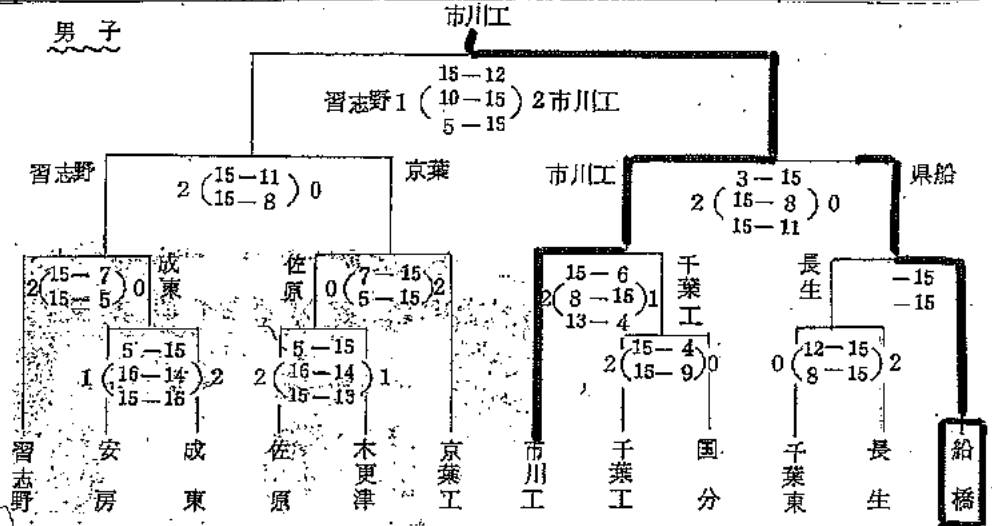 男子
市川工
習志野1(15—12 10—15 5—15)2市川工
習志野 2(15—11 15—8)0 京葉
市川工 2(3—15 15—8 15—11)0 県船
2(15—7 15—5)0 成東
佐原 0(7—15 5—15)2
2(15—6 8—15 13—4)1 千葉工
長生 —15 —15
1(5—15 16—14 15—16)2
2(5—15 16—14 15—13)1
2(15—4 15—9)0
0(12—15 8—15)2
習志野
安房
成東
佐原
木更津
京葉工
市川工
千葉工
国分
千葉東
長生
船橋